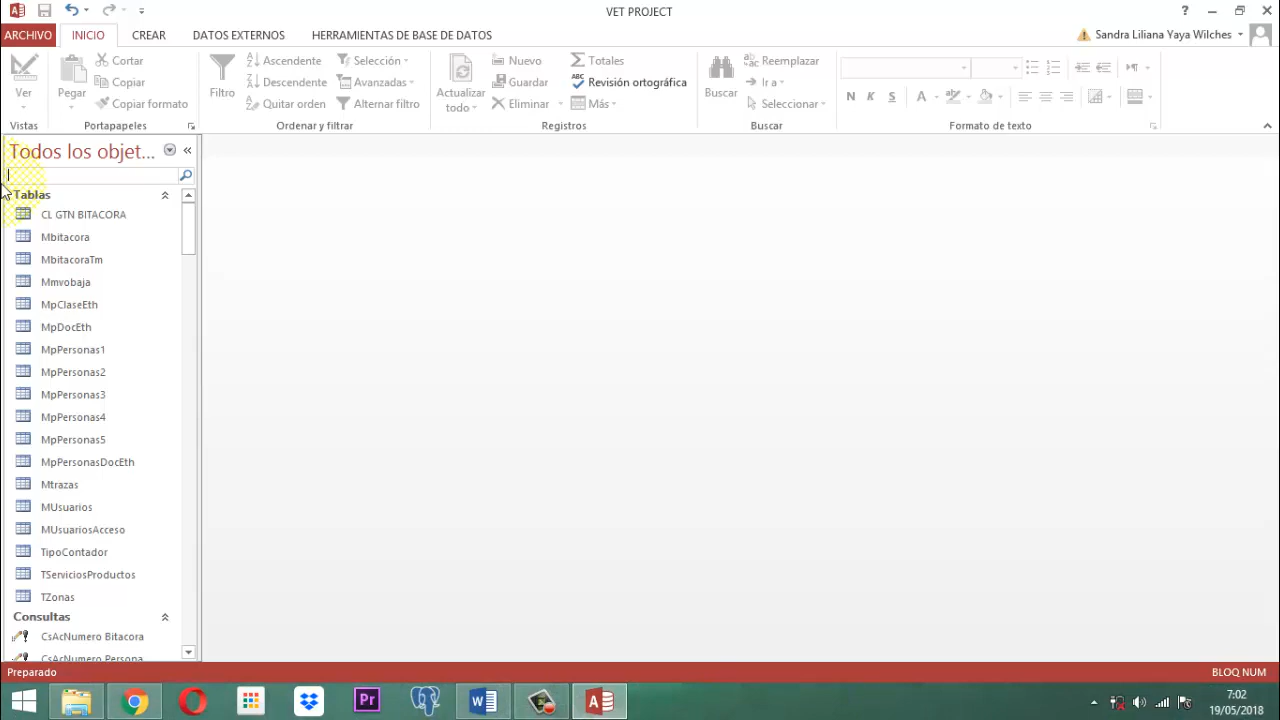 VET PROJECT
ARCHIVO INICIO CREAR DATOS EXTERNOS HERRAMIENTAS DE BASE DE DATOS Sandra Liliana Yaya Wilches
Ver
Vistas
Pegar
Cortar
Copiar
Copiar formato
Portapapeles
Filtro
Ascendente
Descendente
Quitar orden
Selección
Avanzadas
Alternar filtro
Ordenar y filtrar
Actualizar
todo
Nuevo
Guardar
Eliminar
Totales
Revisión ortográfica
Más
Registros
Buscar
Reemplazar
Ir a
Seleccionar
Buscar
N K S A
Formato de texto
Todos los objet...
Tablas
CL GTN BITACORA
Mbitacora
MbitacoraTm
Mmvobaja
MpClaseEth
MpDocEth
MpPersonas1
MpPersonas2
MpPersonas3
MpPersonas4
MpPersonas5
MpPersonasDocEth
Mtrazas
MUsuarios
MUsuariosAcceso
TipoContador
TServiciosProductos
TZonas
Consultas
CsAcNumero Bitacora
CsAcNumero Persona
Preparado BLOQ NUM
Pr
7:02
19/05/2018